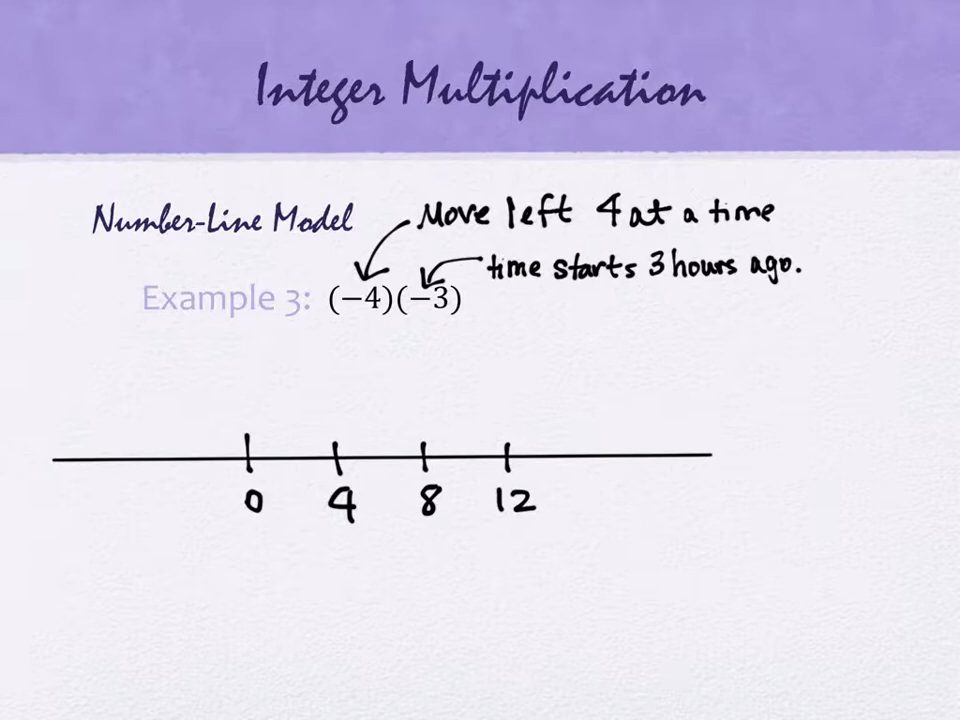 Integer Multiplication
Number-Line Model
Move left 4 at a time
time starts 3 hours ago.
Example 3: (−4)(−3)
0 4 8 12